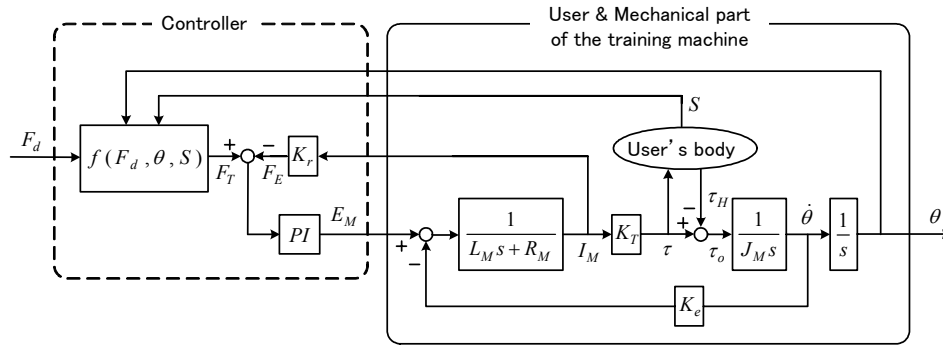 Controller
User & Mechanical part
of the training machine
F_d
f(F_d, θ, S)
+
F_T
−
F_E
K_r
PI
E_M
+
−
1
L_M s + R_M
I_M
K_T
τ
S
User's body
τ_H
−
+
τ_o
1
J_M s
θ̇
1
s
θ
K_e